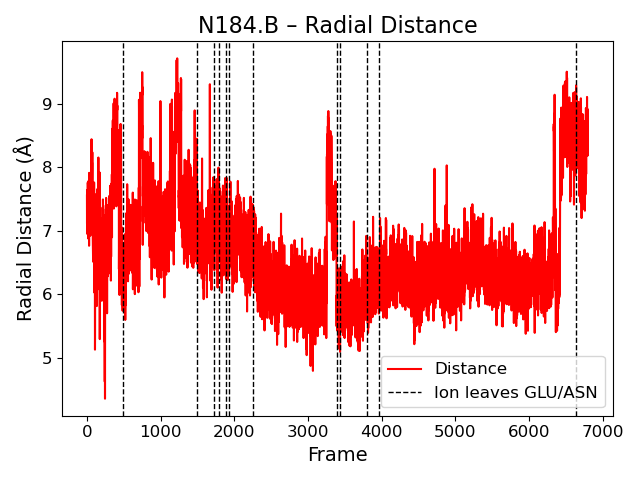 N184.B – Radial Distance
Radial Distance (Å)
9
8
7
6
5
0
1000
2000
3000
4000
5000
6000
7000
Frame
Distance
Ion leaves GLU/ASN